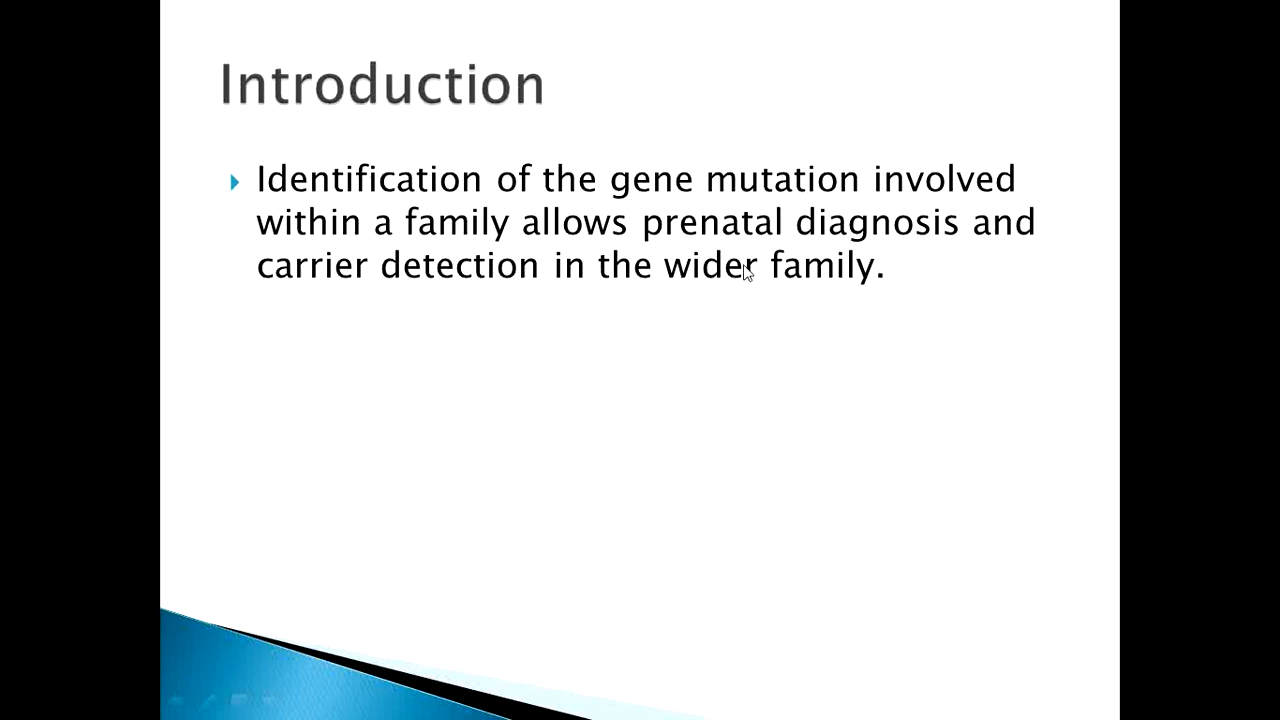 Introduction
Identification of the gene mutation involved
within a family allows prenatal diagnosis and
carrier detection in the wider family.